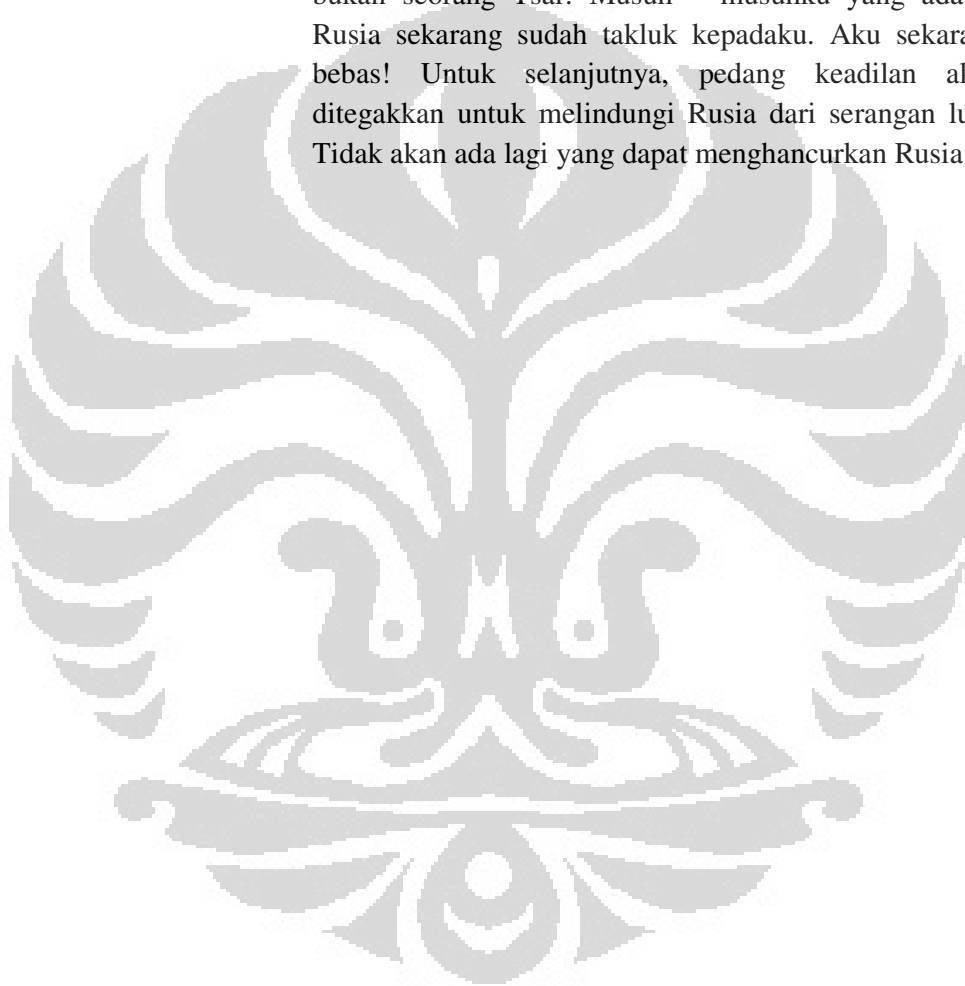 bukan seorang Tsar! Musuh – musuhku yang ada
Rusia sekarang sudah takluk kepadaku. Aku
bebas! Untuk selanjutnya, pedang keadilan
ditegakkan untuk melindungi Rusia dari serangan
Tidak akan ada lagi yang dapat menghancurkan Rusia